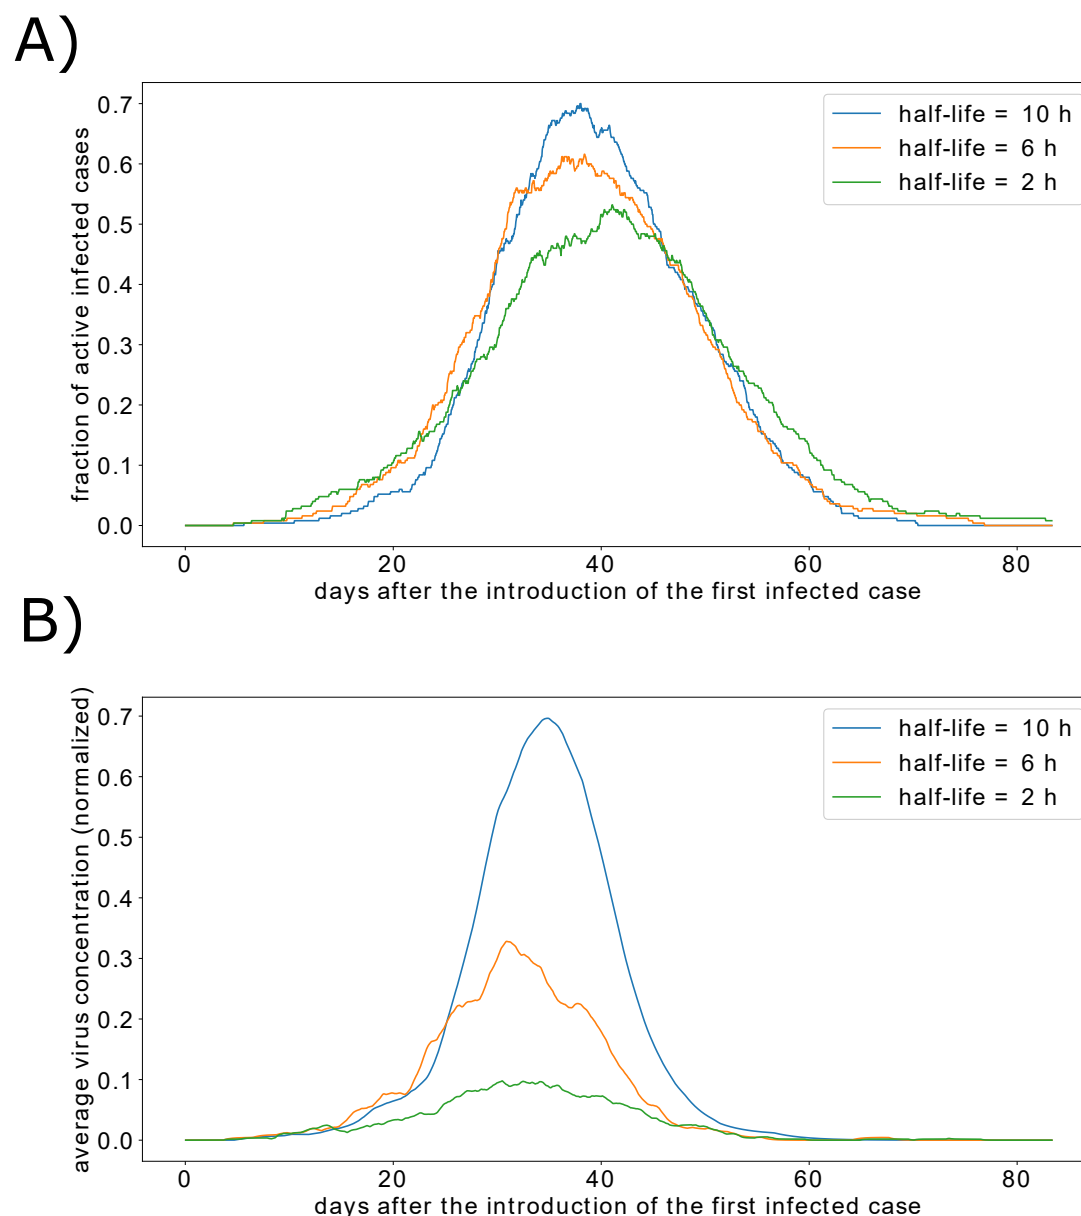 A)
fraction of active infected cases
0.7
0.6
0.5
0.4
0.3
0.2
0.1
0.0
half-life = 10 h
half-life = 6 h
half-life = 2 h
0 20 40 60 80
days after the introduction of the first infected case
B)
average virus concentration (normalized)
0.7
0.6
0.5
0.4
0.3
0.2
0.1
0.0
half-life = 10 h
half-life = 6 h
half-life = 2 h
0 20 40 60 80
days after the introduction of the first infected case